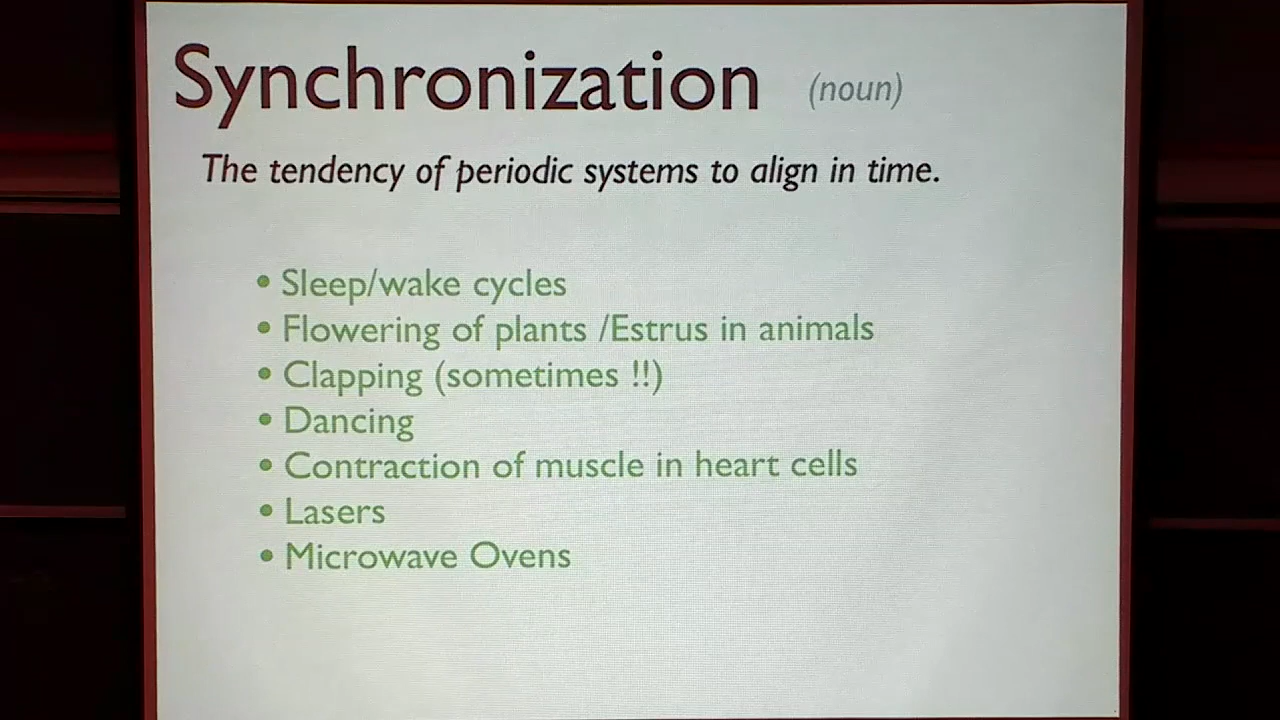 Synchronization (noun)
The tendency of periodic systems to align in time.
• Sleep/wake cycles
• Flowering of plants /Estrus in animals
• Clapping (sometimes !!)
• Dancing
• Contraction of muscle in heart cells
• Lasers
• Microwave Ovens